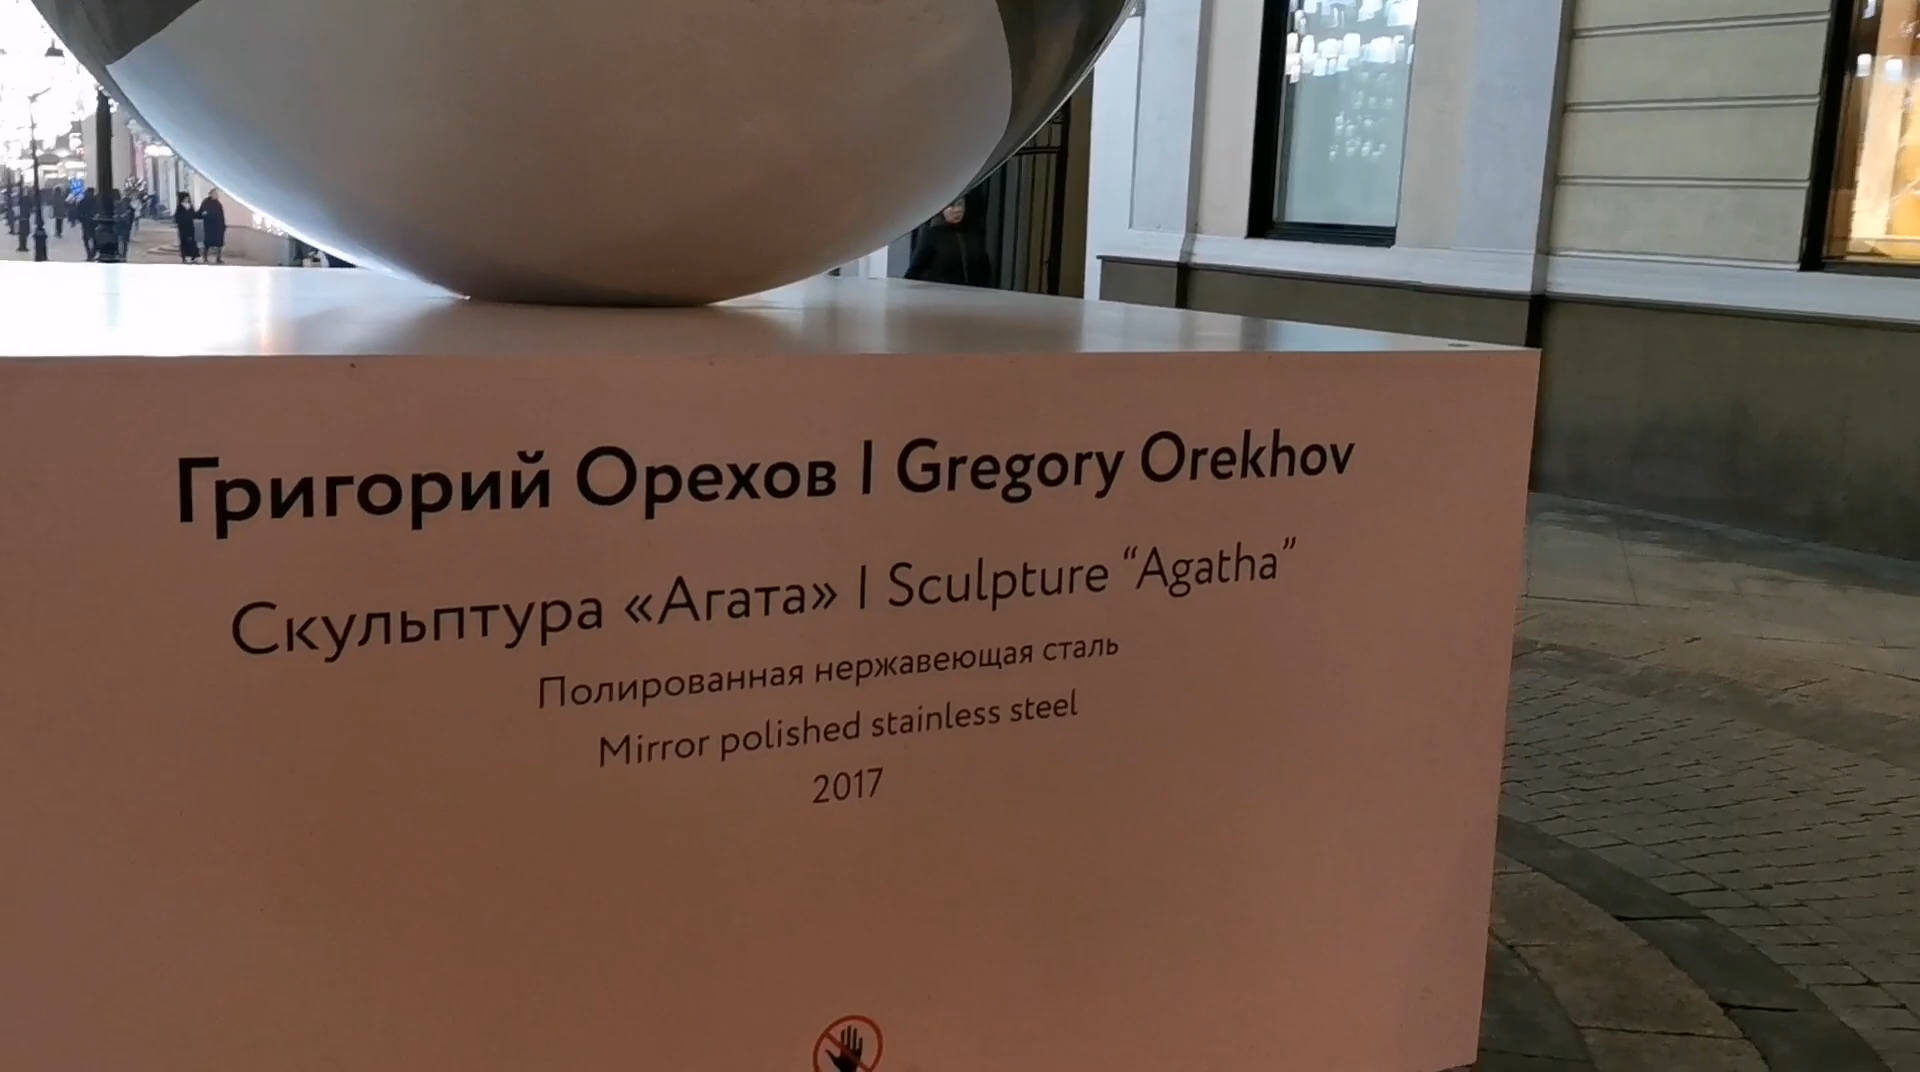 Григорий Орехов | Gregory Orekhov
Скульптура «Агата» | Sculpture “Agatha”
Полированная нержавеющая сталь
Mirror polished stainless steel
2017